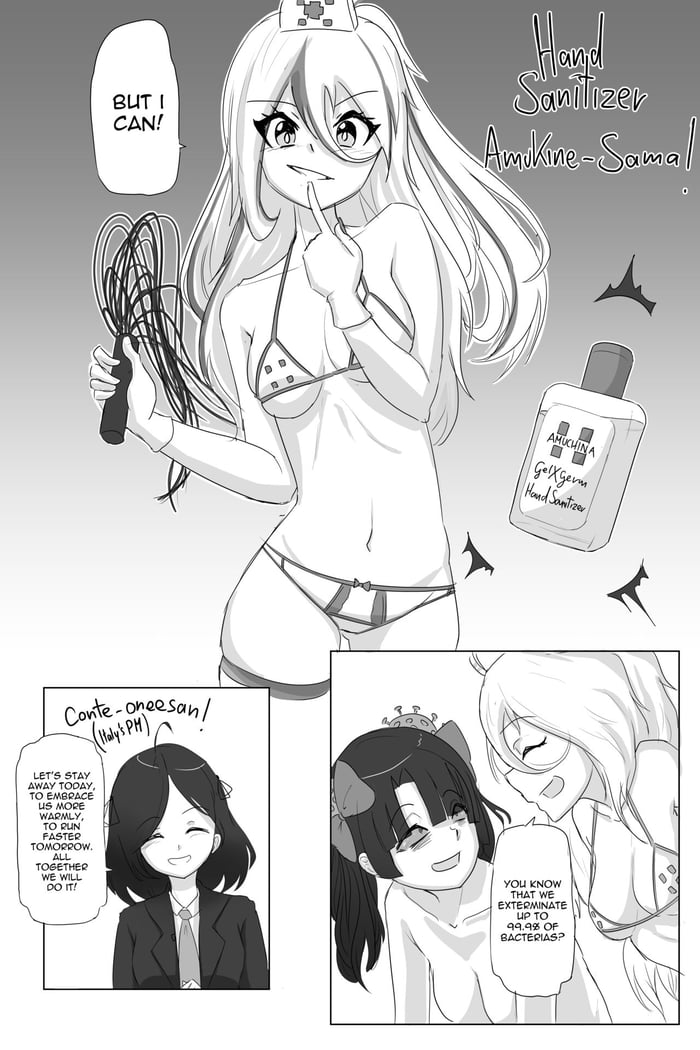 BUT I
CAN!
Hand
Sanitizer
Amukine-Sama!
AMUCHINA
GelXGerm
Hand Sanitizer
Conte-oneesan!
(Italy's PM)
LET'S STAY
AWAY TODAY,
TO EMBRACE
US MORE
WARMLY,
TO RUN
FASTER
TOMORROW.
ALL
TOGETHER
WE WILL
DO IT!
YOU KNOW
THAT WE
EXTERMINATE
UP TO
99.9% OF
BACTERIAS?